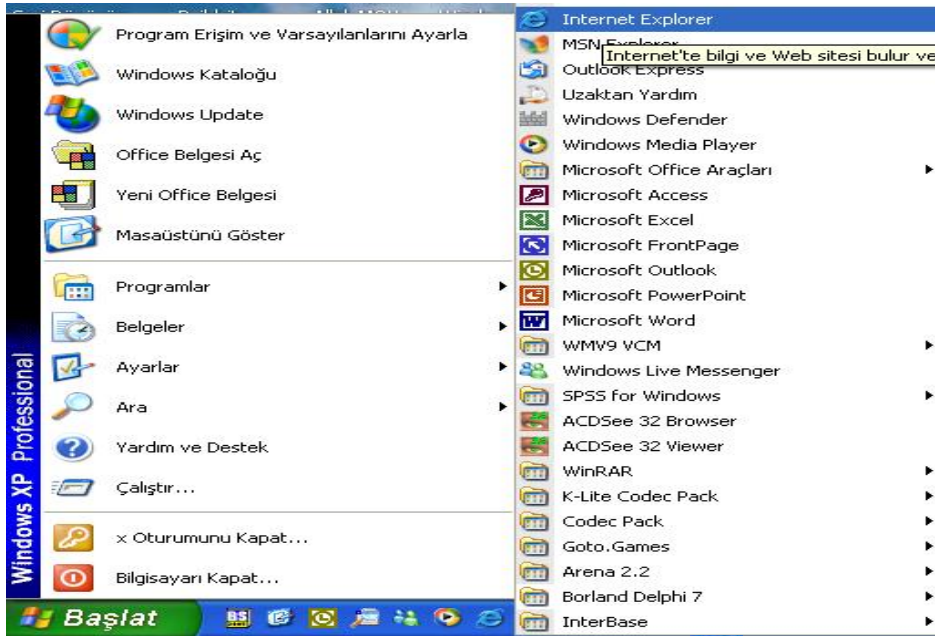 Program Erişim ve Varsayılanlarını Ayarla
Windows Kataloğu
Windows Update
Office Belgesi Aç
Yeni Office Belgesi
Masaüstünü Göster
Programlar
Belgeler
Ayarlar
Ara
Yardım ve Destek
Çalıştır...
x Oturumunu Kapat...
Bilgisayarı Kapat...
Windows XP Professional
Başlat
Internet Explorer
MSN Explorer
Internet'te bilgi ve Web sitesi bulur ve
Outlook Express
Uzaktan Yardım
Windows Defender
Windows Media Player
Microsoft Office Araçları
Microsoft Access
Microsoft Excel
Microsoft FrontPage
Microsoft Outlook
Microsoft PowerPoint
Microsoft Word
WMV9 VCM
Windows Live Messenger
SPSS for Windows
ACDSee 32 Browser
ACDSee 32 Viewer
WinRAR
K-Lite Codec Pack
Codec Pack
Goto.Games
Arena 2.2
Borland Delphi 7
InterBase